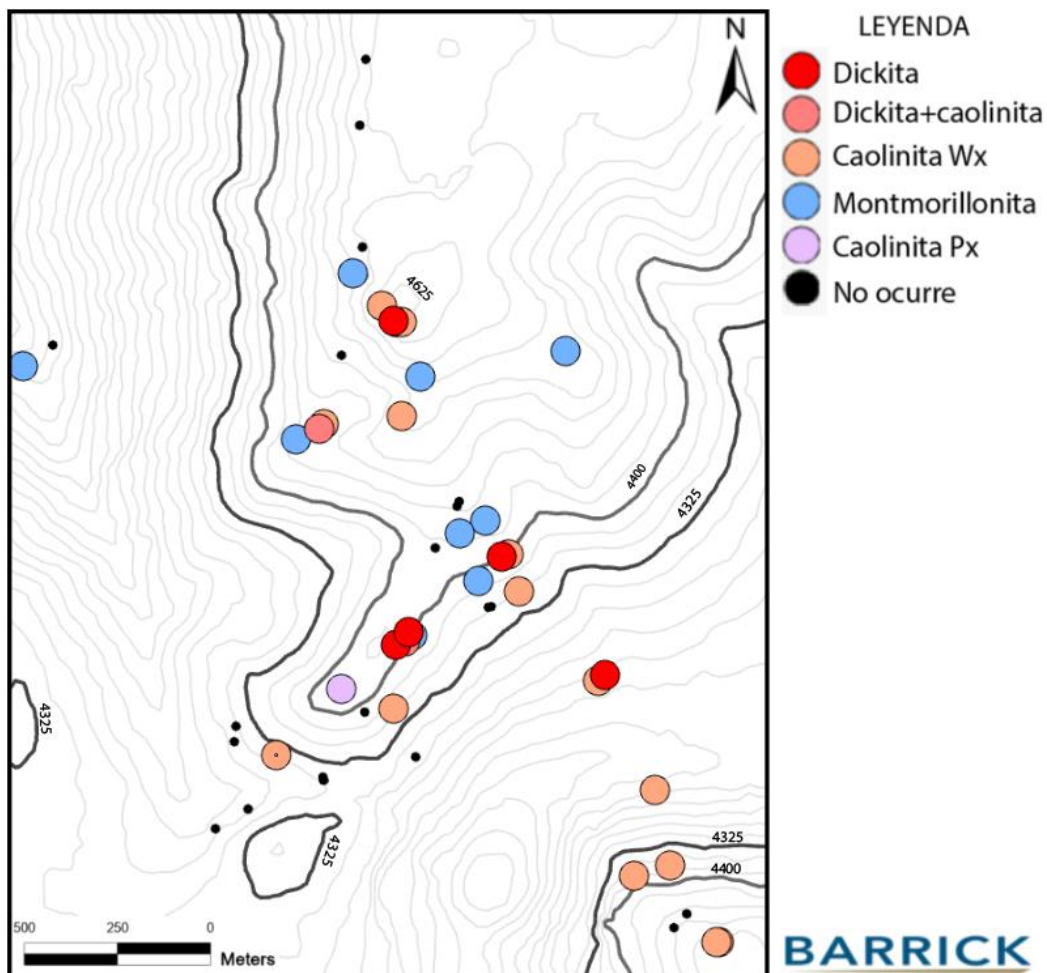 N
LEYENDA
Dickita
Dickita+caolinita
Caolinita Wx
Montmorillonita
Caolinita Px
No ocurre
4625
4400
4325
4325
4325
4325
4400
500 250 0
Meters
BARRICK